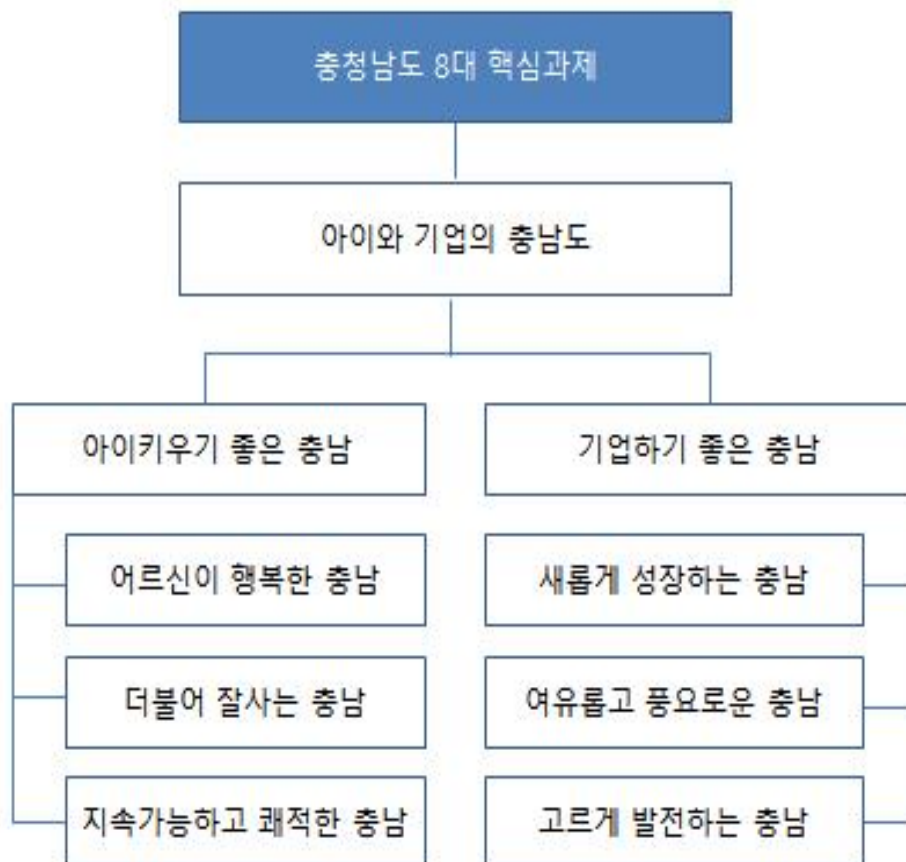 충청남도 8대 핵심과제
아이와 기업의 충남도
아이키우기 좋은 충남
기업하기 좋은 충남
어르신이 행복한 충남
새롭게 성장하는 충남
더불어 잘사는 충남
여유롭고 풍요로운 충남
지속가능하고 쾌적한 충남
고르게 발전하는 충남